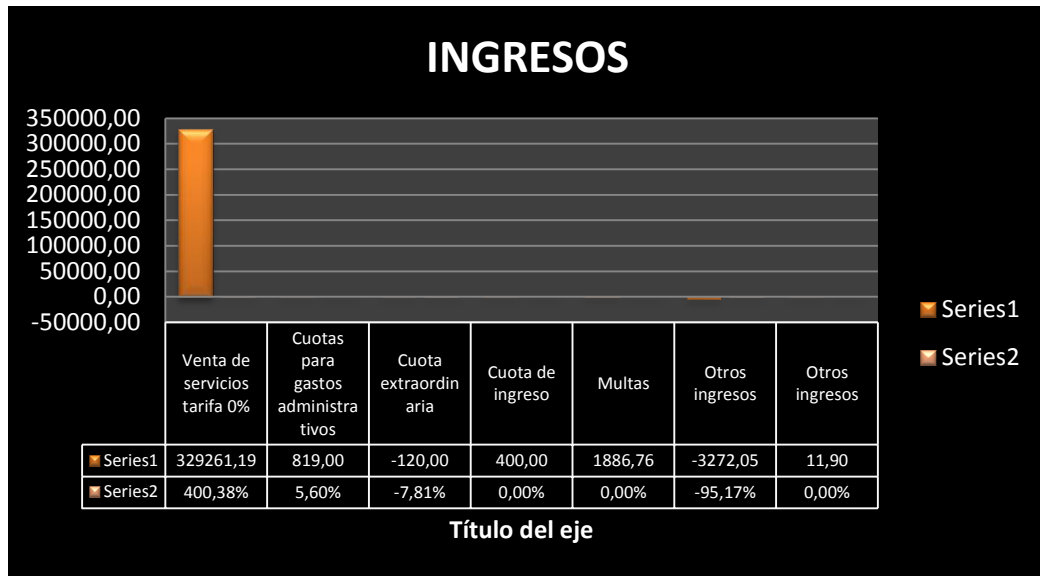 INGRESOS
350000,00
300000,00
250000,00
200000,00
150000,00
100000,00
50000,00
0,00
-50000,00
Series1
Series2
Venta de
servicios
tarifa 0%
Cuotas
para
gastos
administra
tivos
Cuota
extraordin
aria
Cuota de
ingreso
Multas
Otros
ingresos
Otros
ingresos
Series1 329261,19 819,00 -120,00 400,00 1886,76 -3272,05 11,90
Series2 400,38% 5,60% -7,81% 0,00% 0,00% -95,17% 0,00%
Título del eje